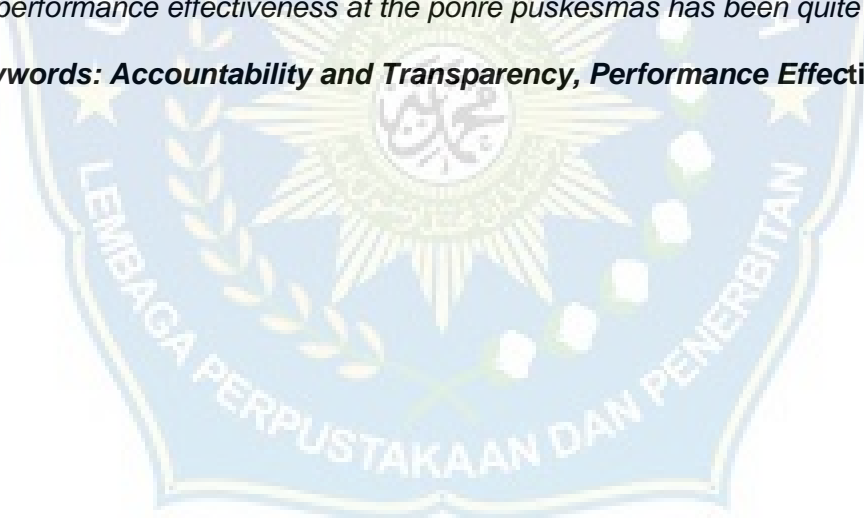 performance effectiveness at the ponre puskesmas has been quite
ywords: Accountability and Transparency, Performance Effecti
LEMBAGA PERPUSTAKAAN DAN PENERBITAN